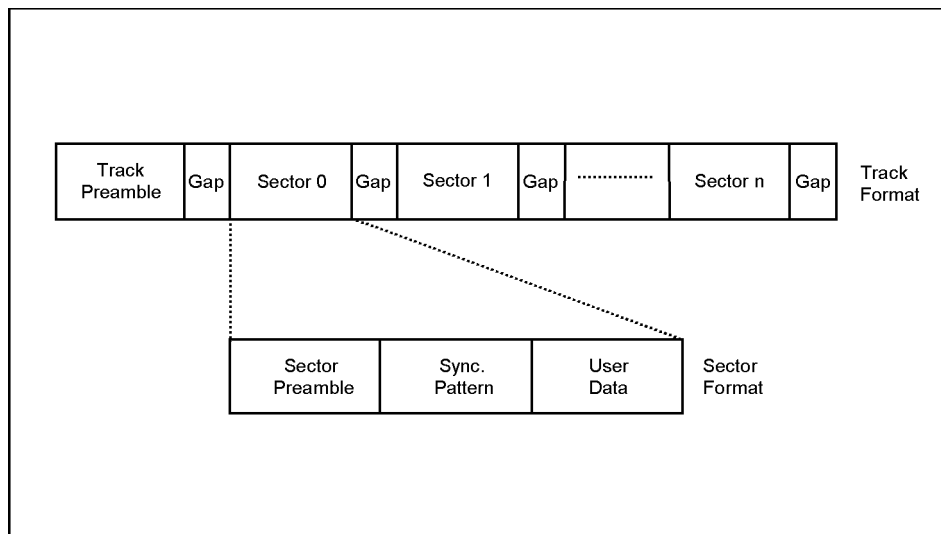 Track Preamble Gap Sector 0 Gap Sector 1 Gap ................ Sector n Gap Track Format
Sector Preamble Sync. Pattern User Data Sector Format